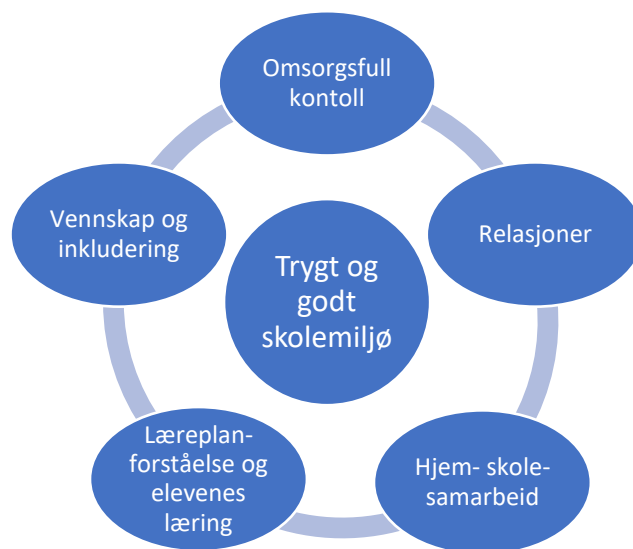 Omsorgsfull
kontoll
Relasjoner
Hjem- skole-
samarbeid
Læreplan-
forståelse og
elevenes
læring
Vennskap og
inkludering
Trygt og
godt
skolemiljø